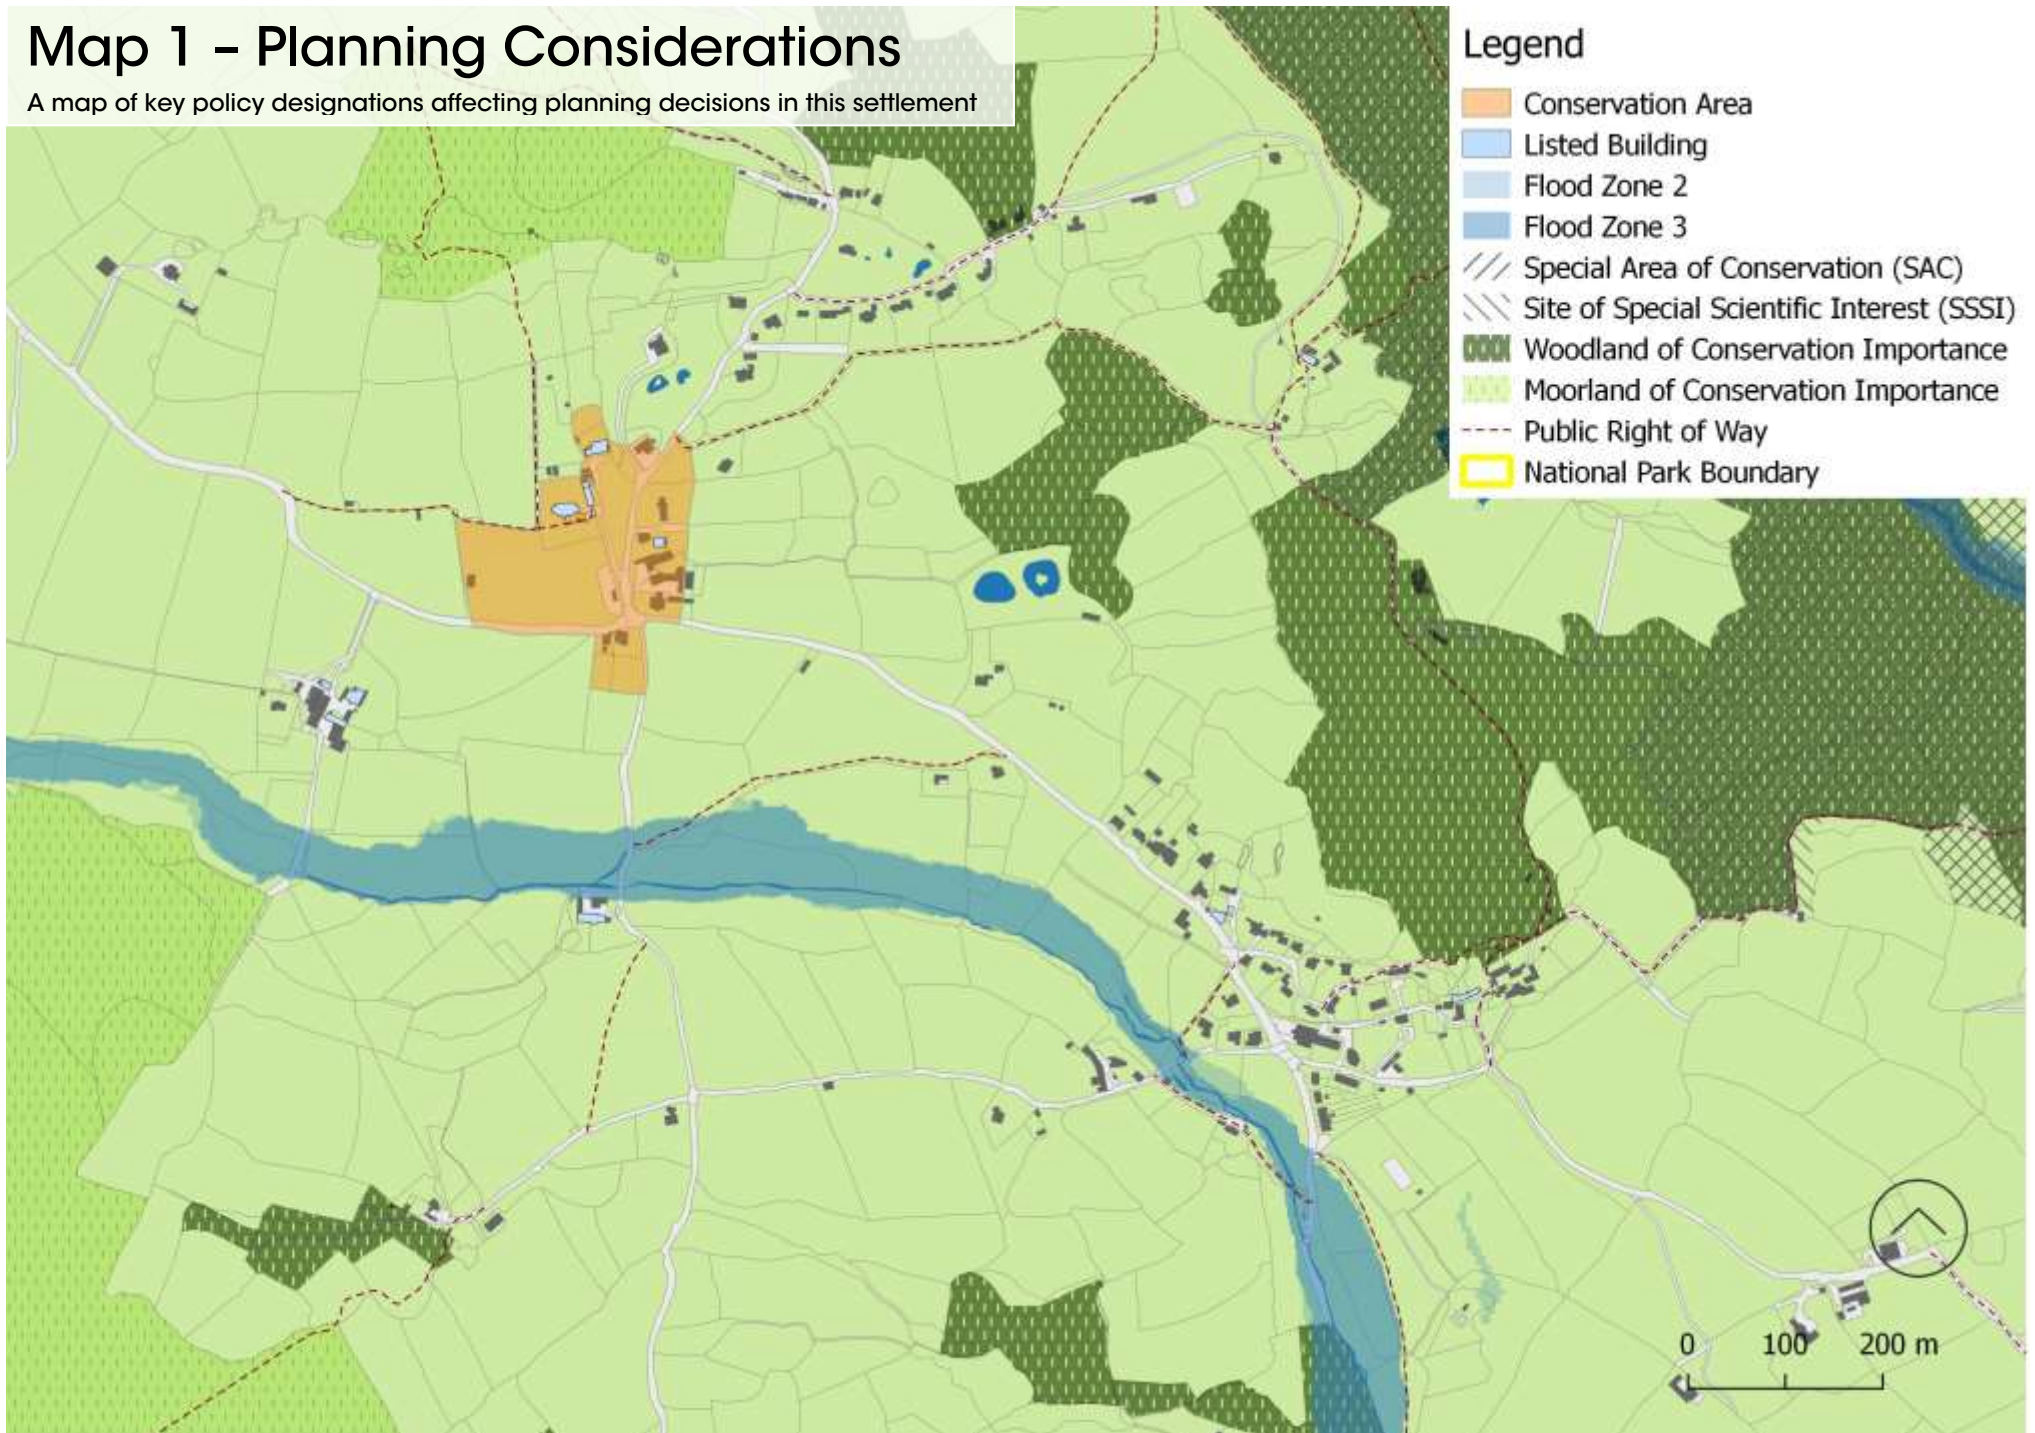 Map 1 – Planning Considerations
A map of key policy designations affecting planning decisions in this settlement
Legend
Conservation Area
Listed Building
Flood Zone 2
Flood Zone 3
Special Area of Conservation (SAC)
Site of Special Scientific Interest (SSSI)
Woodland of Conservation Importance
Moorland of Conservation Importance
Public Right of Way
National Park Boundary
0 100 200 m